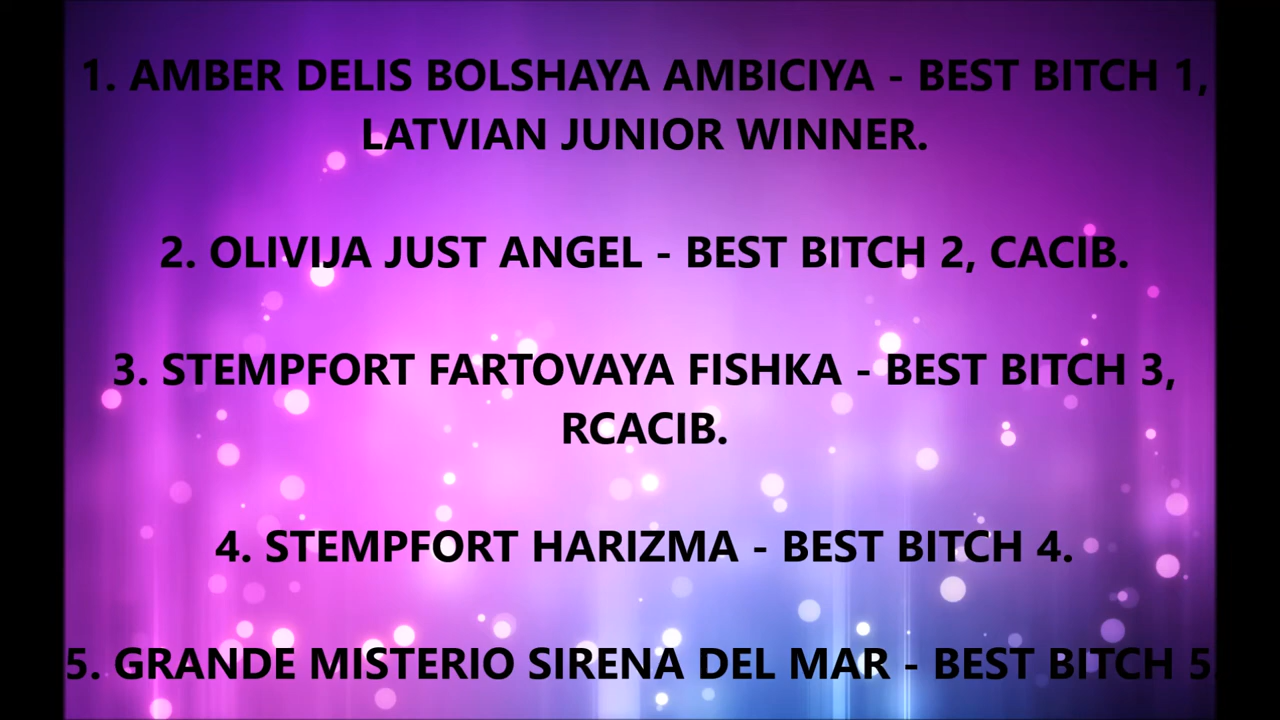 1. AMBER DELIS BOLSHAYA AMBICIYA - BEST BITCH 1,
LATVIAN JUNIOR WINNER.
2. OLIVIJA JUST ANGEL - BEST BITCH 2, CACIB.
3. STEMPFORT FARTOVAYA FISHKA - BEST BITCH 3,
RCACIB.
4. STEMPFORT HARIZMA - BEST BITCH 4.
5. GRANDE MISTERIO SIRENA DEL MAR - BEST BITCH 5.